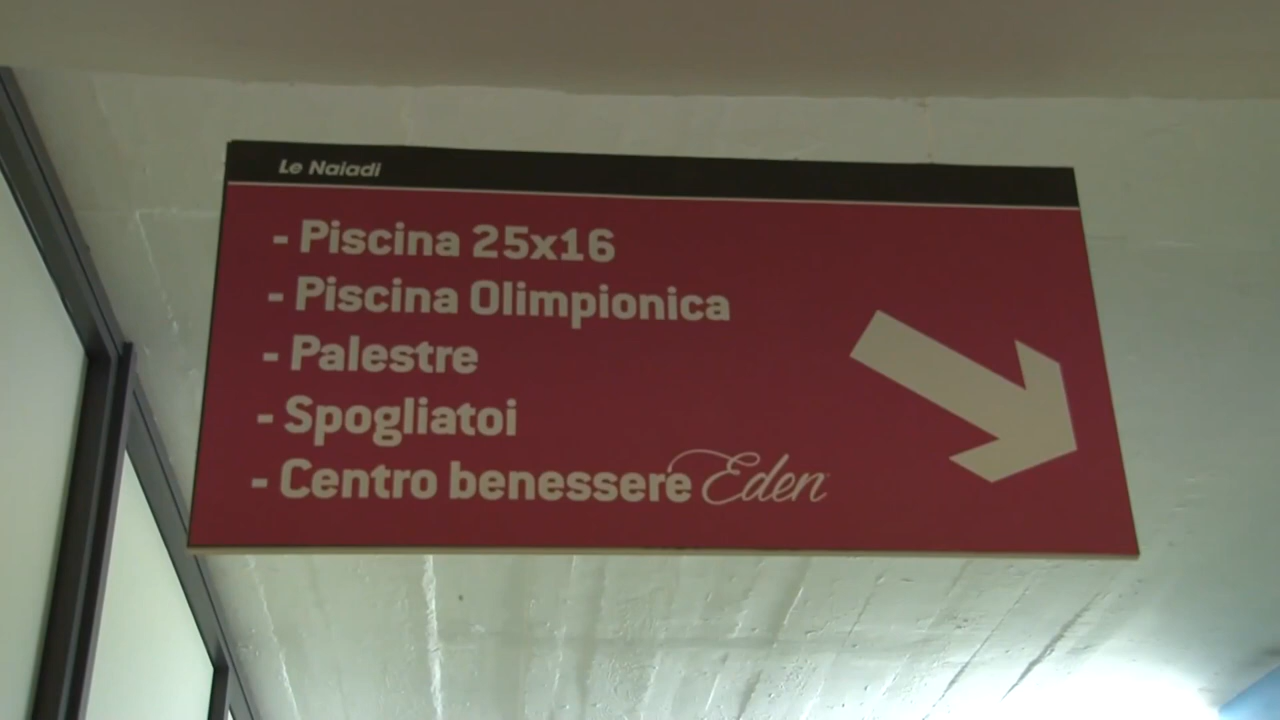 Le Naiadi
- Piscina 25x16
- Piscina Olimpionica
- Palestre
- Spogliatoi
- Centro benessere Eden